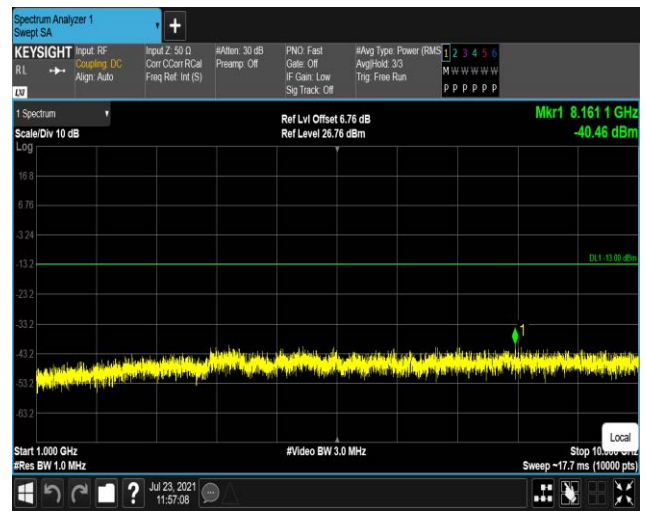 Spectrum Analyzer 1
Swept SA
+
KEYSIGHT
RL
LXI
Input: RF
Coupling: DC
Align: Auto
Input Z: 50 Ω
Corr CCorr RCal
Freq Ref: Int (S)
#Atten: 30 dB
Preamp: Off
PNO: Fast
Gate: Off
IF Gain: Low
Sig Track: Off
#Avg Type: Power (RMS
Avg|Hold: 3/3
Trig: Free Run
1 2 3 4 5 6
M W W W W W
P P P P P P
1 Spectrum
Scale/Div 10 dB
Ref Lvl Offset 6.76 dB
Ref Level 26.76 dBm
Mkr1 8.161 1 GHz
-40.46 dBm
Log
16.8
6.76
-3.24
-13.2
DL1 -13.00 dBm
-23.2
-33.2
1
-43.2
-53.2
-63.2
Local
Start 1.000 GHz
#Video BW 3.0 MHz
Stop 10.000 GHz
#Res BW 1.0 MHz
Sweep ~17.7 ms (10000 pts)
?
Jul 23, 2021
11:57:08